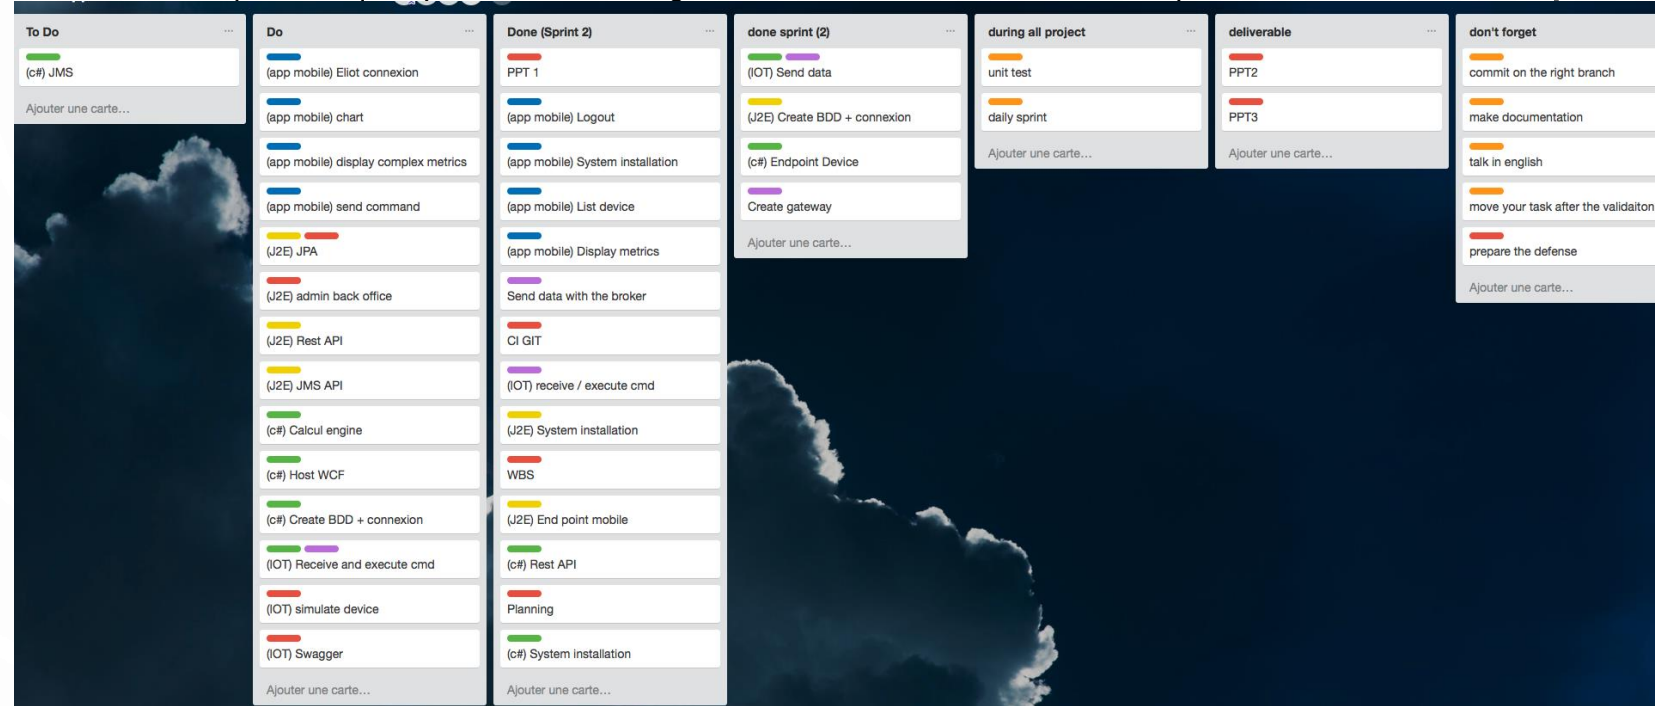 To Do
(c#) JMS
Ajouter une carte...
Do
(app mobile) Eliot connexion
(app mobile) chart
(app mobile) display complex metrics
(app mobile) send command
(J2E) JPA
(J2E) admin back office
(J2E) Rest API
(J2E) JMS API
(c#) Calcul engine
(c#) Host WCF
(c#) Create BDD + connexion
(IOT) Receive and execute cmd
(IOT) simulate device
(IOT) Swagger
Ajouter une carte...
Done (Sprint 2)
PPT 1
(app mobile) Logout
(app mobile) System installation
(app mobile) List device
(app mobile) Display metrics
Send data with the broker
CI GIT
(IOT) receive / execute cmd
(J2E) System installation
WBS
(J2E) End point mobile
(c#) Rest API
Planning
(c#) System installation
Ajouter une carte...
done sprint (2)
(IOT) Send data
(J2E) Create BDD + connexion
(c#) Endpoint Device
Create gateway
Ajouter une carte...
during all project
unit test
daily sprint
Ajouter une carte...
deliverable
PPT2
PPT3
Ajouter une carte...
don't forget
commit on the right branch
make documentation
talk in english
move your task after the validaiton
prepare the defense
Ajouter une carte...